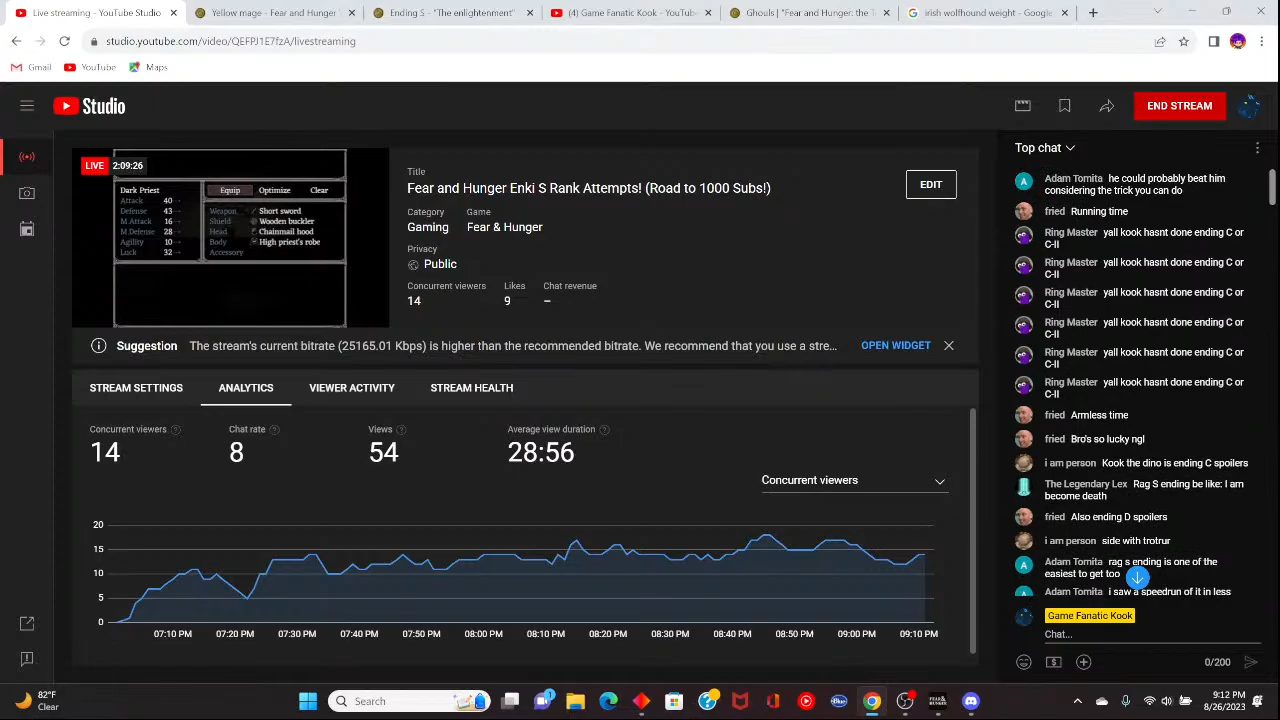 Live streaming - YouTube Studio
Yellow mage - Fear and Hunger
Ending S - "The enlightenment"
(4) Game Fanatic Kook - YouTube
Ghost | "Fear and Hunger: the Te
irish wolfhound weight - Google
studio.youtube.com/video/QEFPJ1E7fzA/livestreaming
Gmail
YouTube
Maps
Studio
END STREAM
LIVE 2:09:26
Dark Priest
Attack 40
Defense 43
M.Attack 16
M.Defense 28
Agility 10
Luck 32
Equip Optimize Clear
Weapon Short sword
Shield Wooden buckler
Head Chainmail hood
Body High priest's robe
Accessory
Title
Fear and Hunger Enki S Rank Attempts! (Road to 1000 Subs!)
EDIT
Category Game
Gaming Fear & Hunger
Privacy
Public
Concurrent viewers Likes Chat revenue
14 9 –
Suggestion The stream's current bitrate (25165.01 Kbps) is higher than the recommended bitrate. We recommend that you use a stre...
OPEN WIDGET
STREAM SETTINGS ANALYTICS VIEWER ACTIVITY STREAM HEALTH
Concurrent viewers Chat rate Views Average view duration
14 8 54 28:56
Concurrent viewers
20
15
10
5
0
07:10 PM 07:20 PM 07:30 PM 07:40 PM 07:50 PM 08:00 PM 08:10 PM 08:20 PM 08:30 PM 08:40 PM 08:50 PM 09:00 PM 09:10 PM
Top chat
A Adam Tomita he could probably beat him
considering the trick you can do
fried Running time
Ring Master yall kook hasnt done ending C or
C-II
Ring Master yall kook hasnt done ending C or
C-II
Ring Master yall kook hasnt done ending C or
C-II
Ring Master yall kook hasnt done ending C or
C-II
Ring Master yall kook hasnt done ending C or
C-II
Ring Master yall kook hasnt done ending C or
C-II
fried Armless time
fried Bro's so lucky ngl
i am person Kook the dino is ending C spoilers
The Legendary Lex Rag S ending be like: I am
become death
fried Also ending D spoilers
i am person side with trotrur
A Adam Tomita rag s ending is one of the
easiest to get too
Adam Tomita i saw a speedrun of it in less
Game Fanatic Kook
Chat...
0/200
82°F
Clear
Search
9:12 PM
8/26/2023